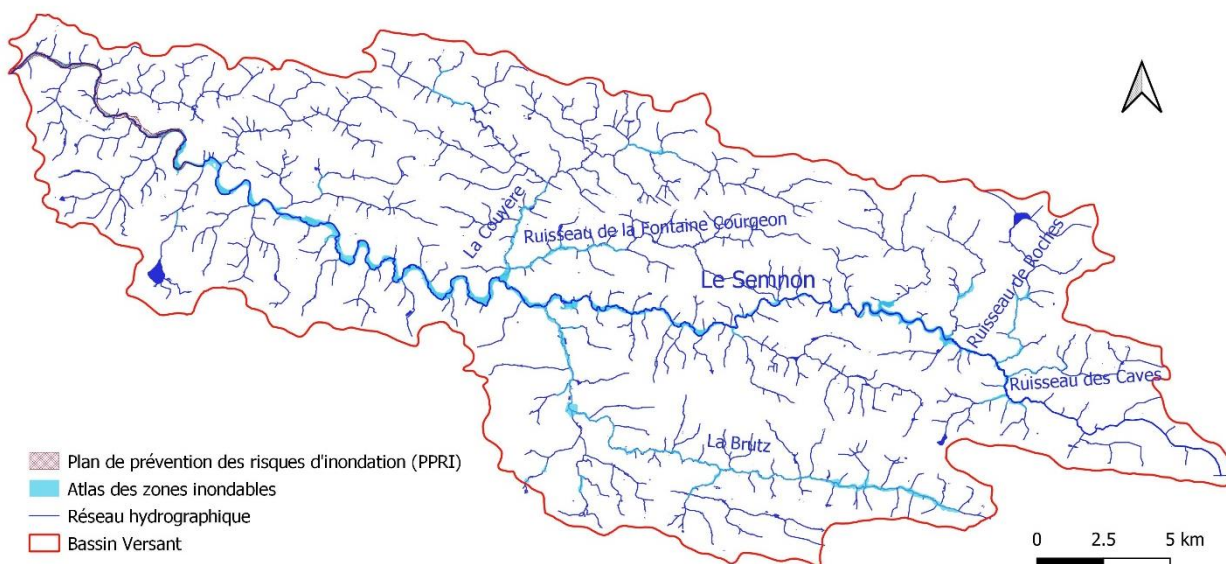 La Couyère
Ruisseau de la Fontaine Courgeon
Le Semnon
Ruisseau de Roches
Ruisseau des Caves
La Brutz
Plan de prévention des risques d'inondation (PPRI)
Atlas des zones inondables
Réseau hydrographique
Bassin Versant
0 2.5 5 km